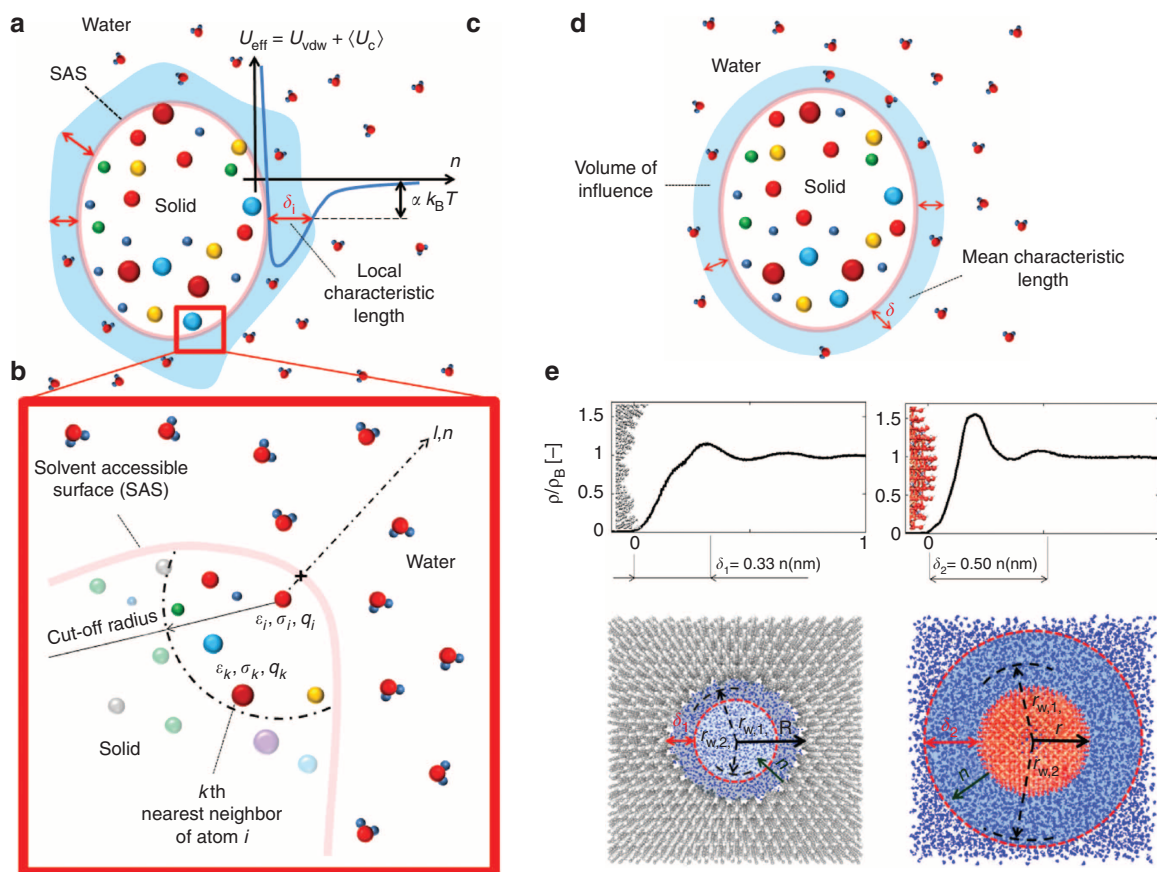 a
Water
U_eff = U_vdw + ⟨U_c⟩
c
SAS
n
α k_B T
Solid
δ_i
Local
characteristic
length
d
Water
Volume of
influence
Solid
Mean characteristic
length
δ
b
l,n
Solvent accessible
surface (SAS)
Water
Cut-off radius
ε_i, σ_i, q_i
ε_k, σ_k, q_k
Solid
kth
nearest neighbor
of atom i
e
ρ/ρ_B [–]
1.5
1
0.5
0
0
1
δ_1= 0.33 n(nm)
1.5
1
0.5
0
0
1
δ_2= 0.50 n(nm)
δ_1
r_w,1
r_w,2
R
n
δ_2
r_w,1
r
r_w,2
n